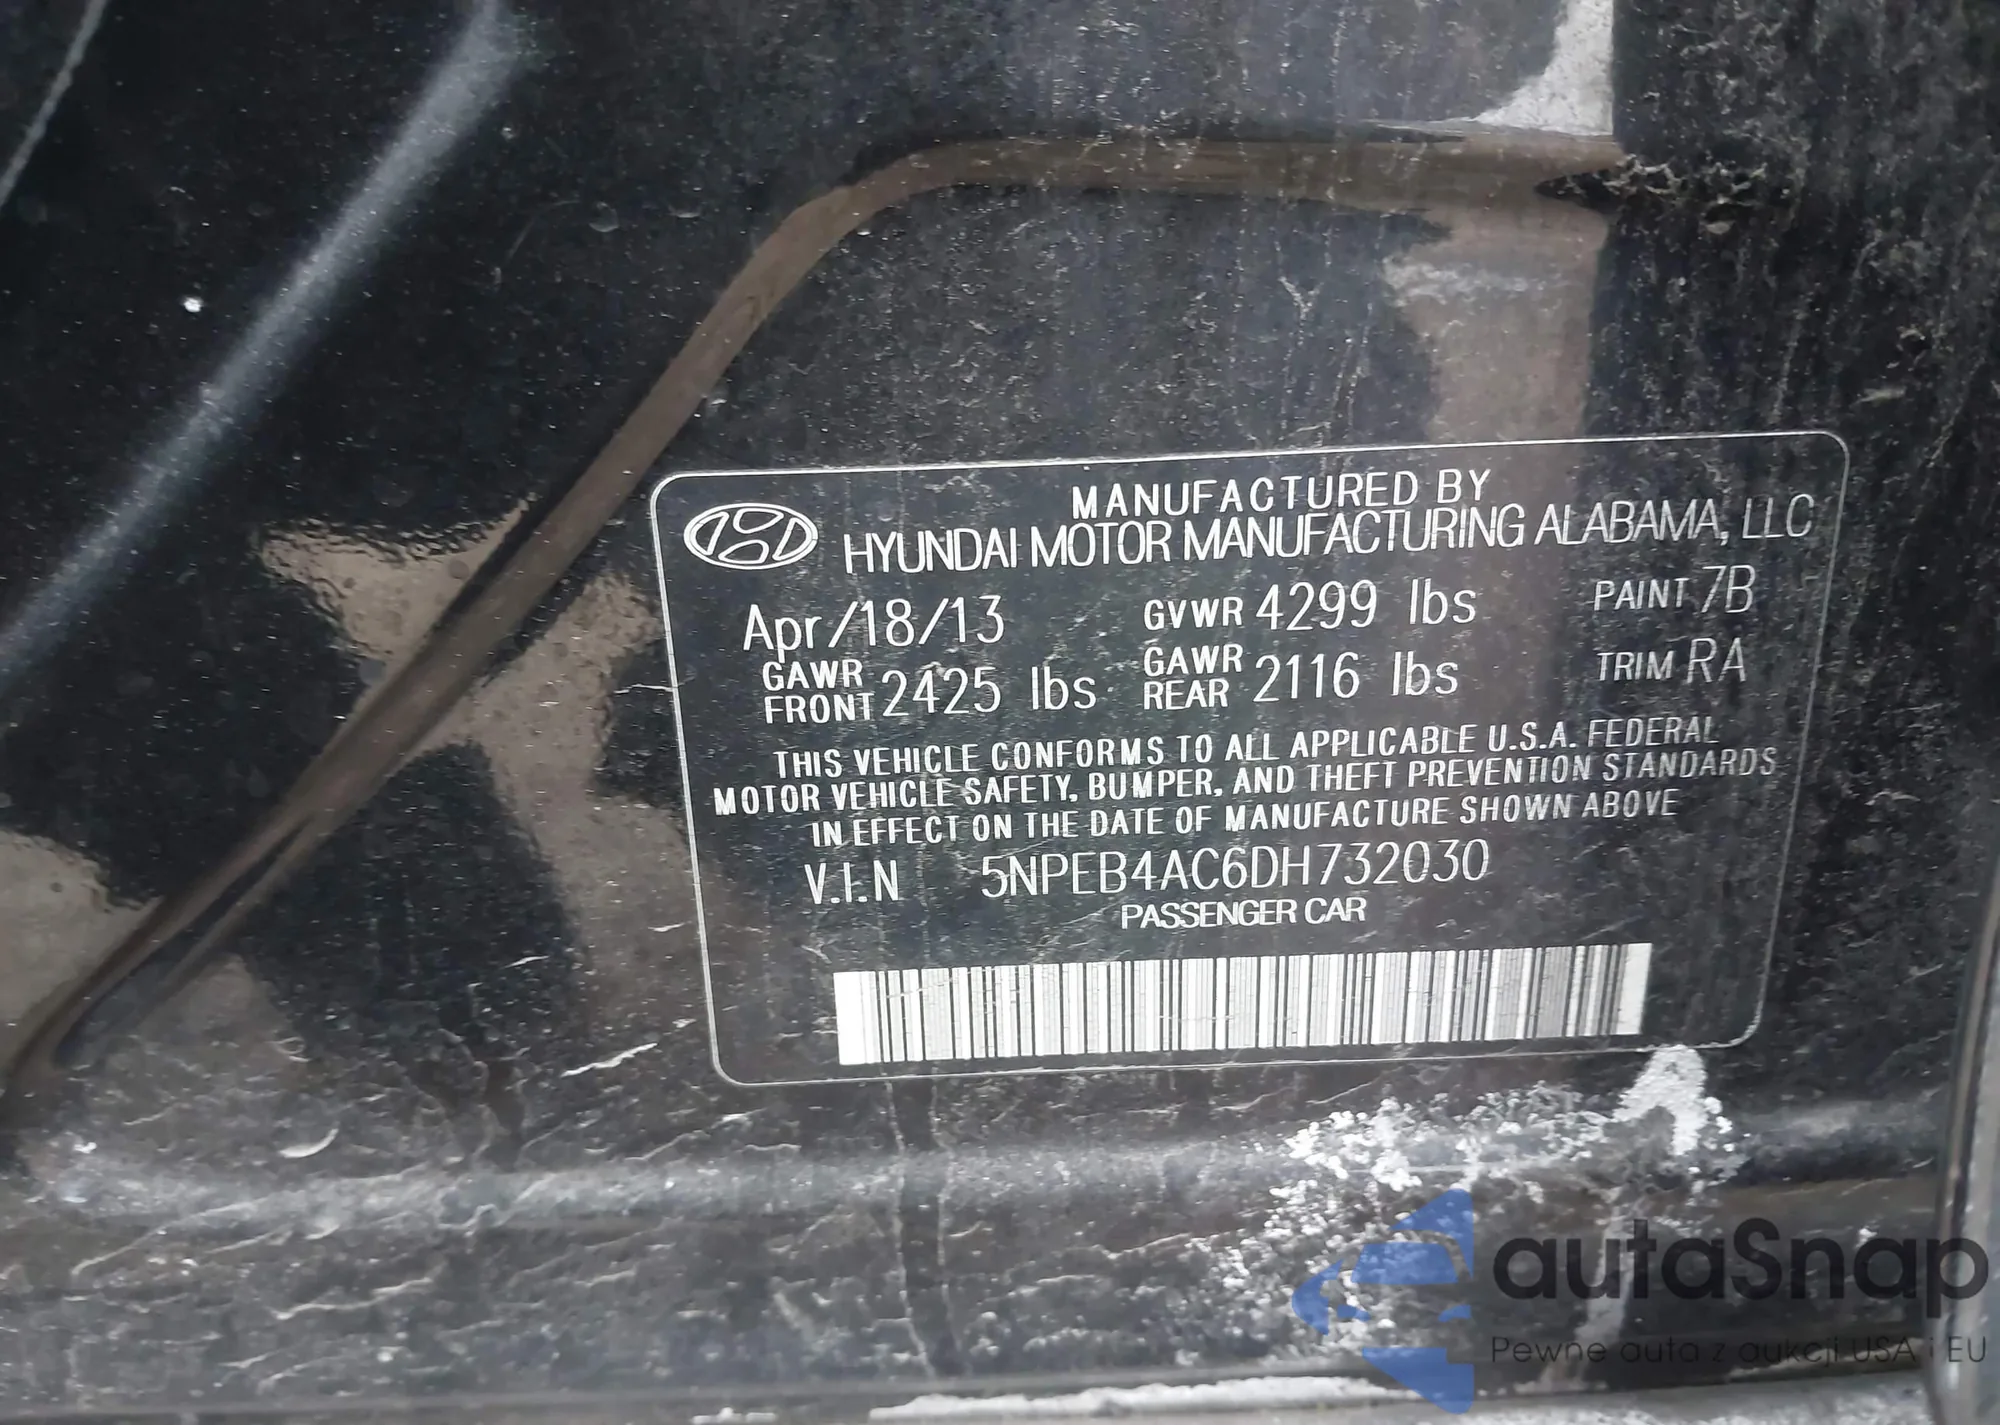 MANUFACTURED BY
HYUNDAI MOTOR MANUFACTURING ALABAMA, LLC
Apr/18/13 GVWR 4299 lbs PAINT 7B
GAWR FRONT 2425 lbs GAWR REAR 2116 lbs TRIM RA
THIS VEHICLE CONFORMS TO ALL APPLICABLE U.S.A. FEDERAL
MOTOR VEHICLE SAFETY, BUMPER, AND THEFT PREVENTION STANDARDS
IN EFFECT ON THE DATE OF MANUFACTURE SHOWN ABOVE
V.I.N 5NPEB4AC6DH732030
PASSENGER CAR
autaSnap
Pewne auta z aukcji USA i EU